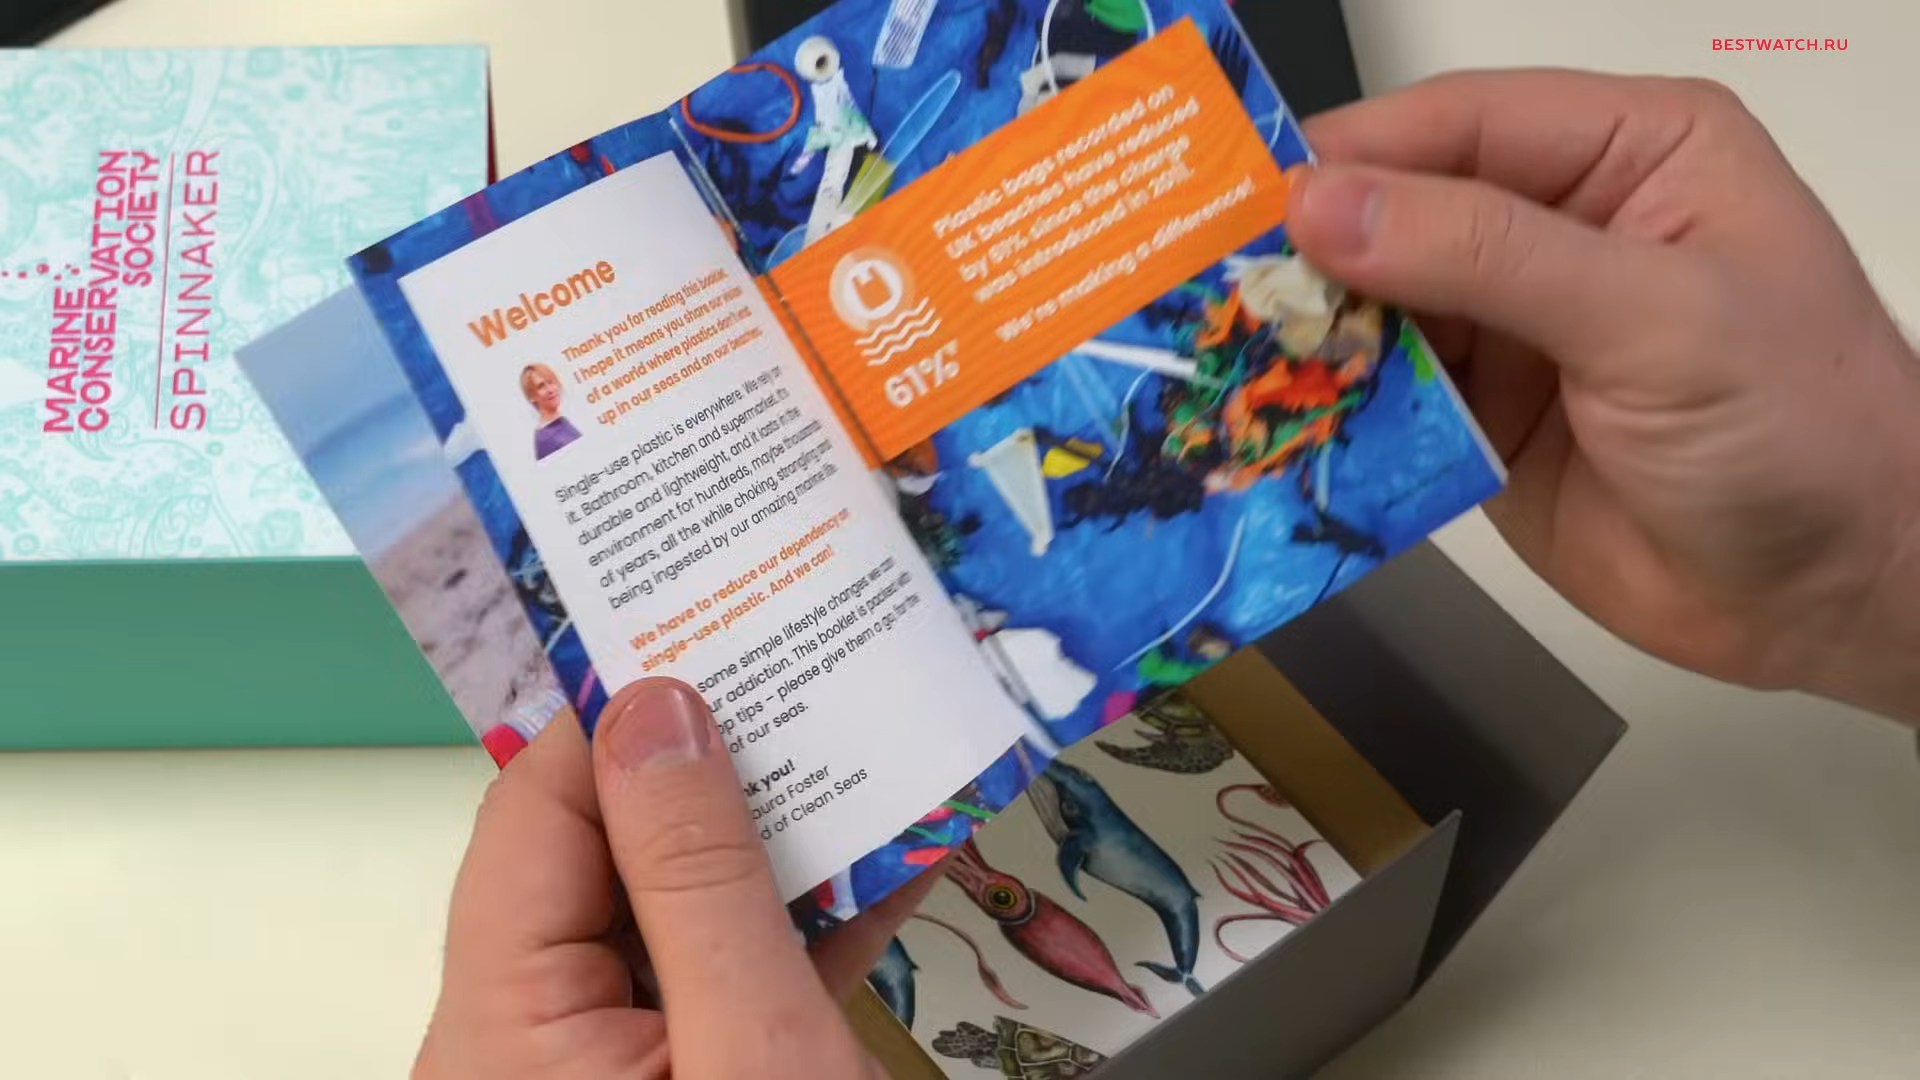 BESTWATCH.RU
MARINE
CONSERVATION
SOCIETY
SPINNAKER
Welcome
Thank you for reading this booklet.
I hope it means you share our vision
of a world where plastics don't end
up in our seas and on our beaches.
Single-use plastic is everywhere. We rely on
it. Bathroom, kitchen and supermarket. It's
durable and lightweight, and it lasts in the
environment for hundreds, maybe thousands
of years, all the while choking, strangling and
being ingested by our amazing marine life.
We have to reduce our dependency on
single-use plastic. And we can!
some simple lifestyle changes we can
ur addiction. This booklet is packed with
op tips – please give them a go, for the
of our seas.
nk you!
aura Foster
d of Clean Seas
Plastic bags recorded on
UK beaches have reduced
by 61% since the charge
was introduced in
We're making a difference!
61%